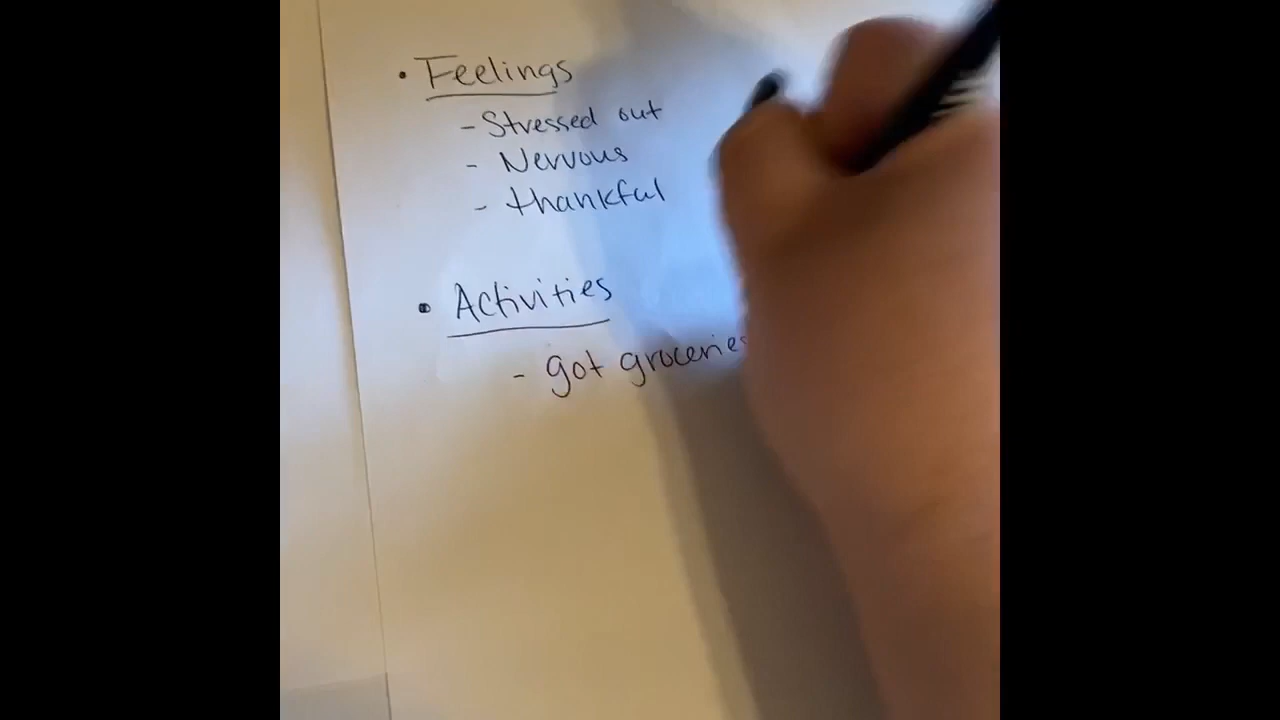 • Feelings
- Stressed out
- Nervous
- thankful
• Activities
- got groceries